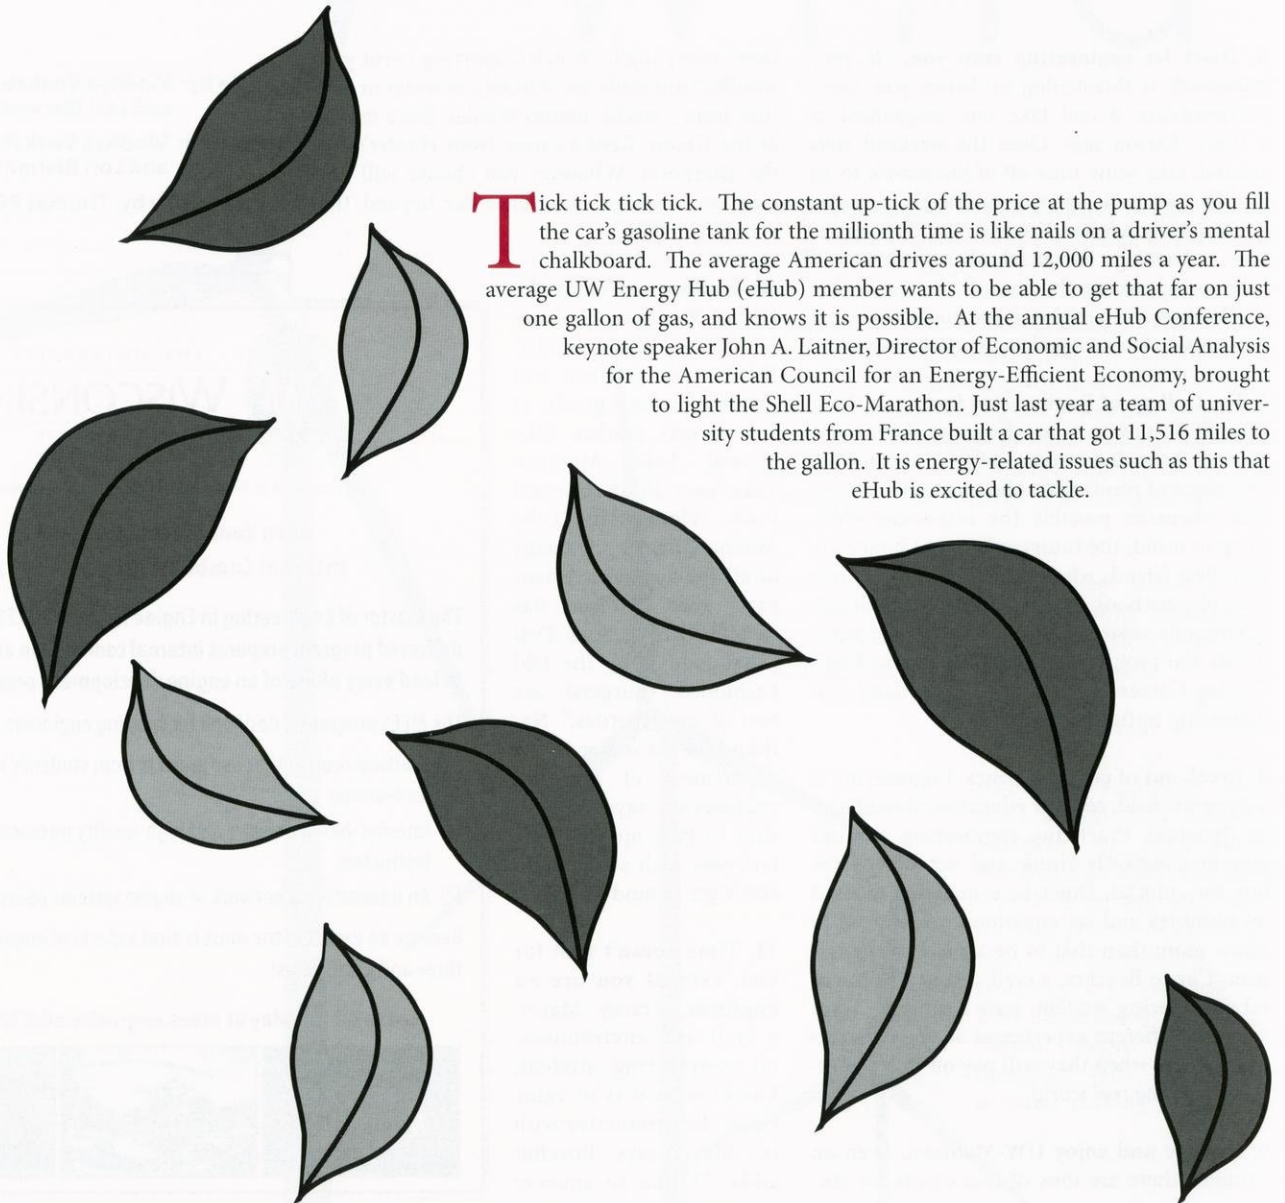 Tick tick tick tick. The constant up-tick of the price at the pump as you fill
the car's gasoline tank for the millionth time is like nails on a driver's mental
chalkboard. The average American drives around 12,000 miles a year. The
average UW Energy Hub (eHub) member wants to be able to get that far on just
one gallon of gas, and knows it is possible. At the annual eHub Conference,
keynote speaker John A. Laitner, Director of Economic and Social Analysis
for the American Council for an Energy-Efficient Economy, brought
to light the Shell Eco-Marathon. Just last year a team of univer-
sity students from France built a car that got 11,516 miles to
the gallon. It is energy-related issues such as this that
eHub is excited to tackle.